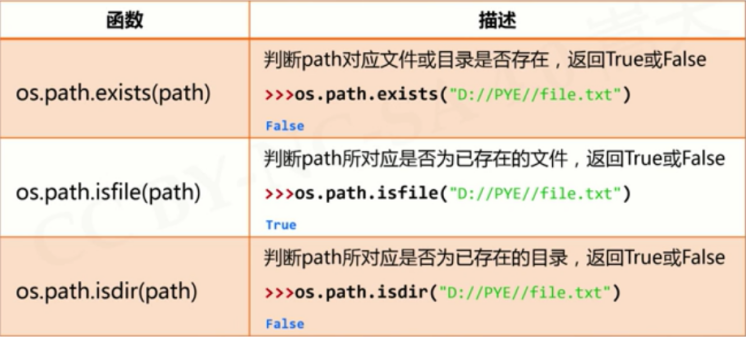 函数 描述
os.path.exists(path)
判断path对应文件或目录是否存在，返回True或False
>>>os.path.exists("D://PYE//file.txt")
False
os.path.isfile(path)
判断path所对应是否为已存在的文件，返回True或False
>>>os.path.isfile("D://PYE//file.txt")
True
os.path.isdir(path)
判断path所对应是否为已存在的目录，返回True或False
>>>os.path.isdir("D://PYE//file.txt")
False
CC BY-NC-SA